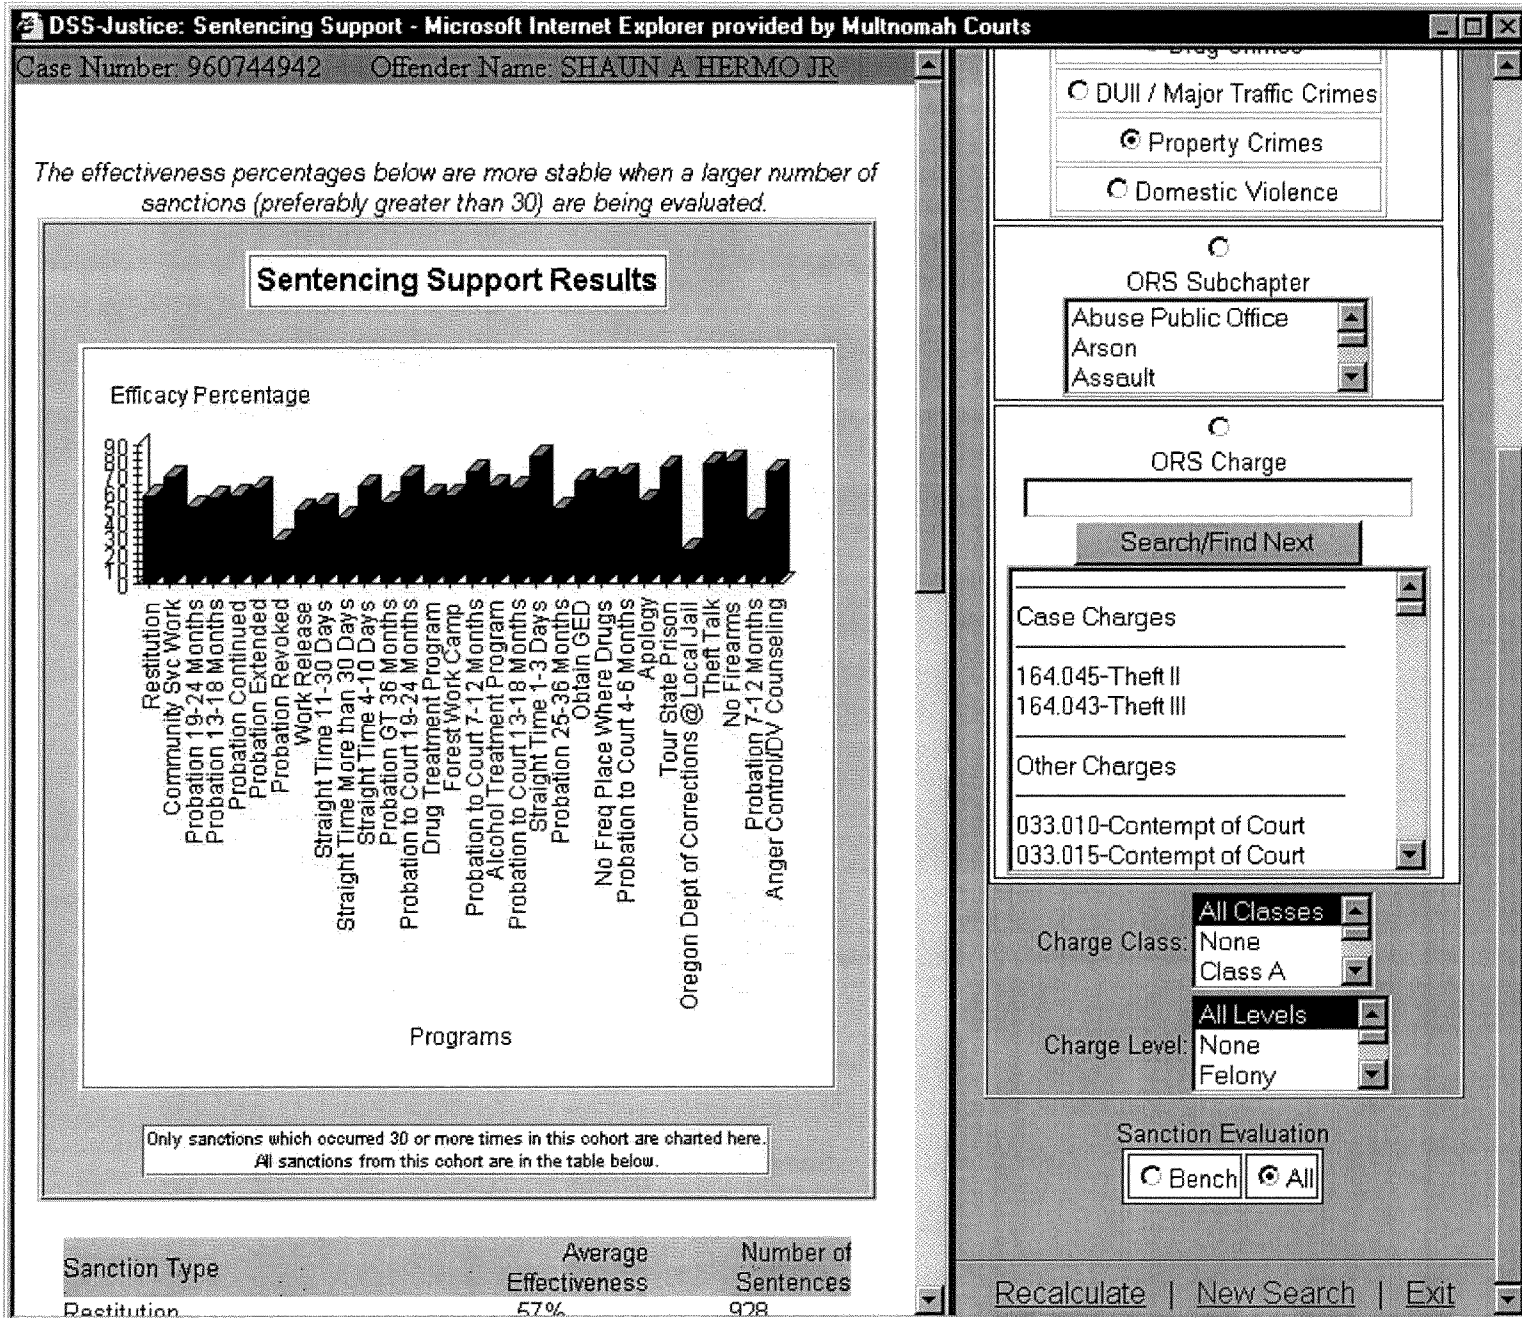 DSS-Justice: Sentencing Support - Microsoft Internet Explorer provided by Multnomah Courts
Case Number: 960744942 Offender Name: SHAUN A HERMO JR
The effectiveness percentages below are more stable when a larger number of
sanctions (preferably greater than 30) are being evaluated.
Sentencing Support Results
Efficacy Percentage
90
80
70
60
50
40
30
20
10
0
Restitution
Community Svc Work
Probation 19-24 Months
Probation 13-18 Months
Probation Continued
Probation Extended
Probation Revoked
Work Release
Straight Time 11-30 Days
Straight Time More than 30 Days
Straight Time 4-10 Days
Probation GT 36 Months
Probation to Court 19-24 Months
Drug Treatment Program
Forest Work Camp
Probation to Court 7-12 Months
Alcohol Treatment Program
Probation to Court 13-18 Months
Straight Time 1-3 Days
Probation 25-36 Months
Obtain GED
No Freq Place Where Drugs
Probation to Court 4-6 Months
Apology
Tour State Prison
Oregon Dept of Corrections @ Local Jail
Theft Talk
No Firearms
Probation 7-12 Months
Anger Control/DV Counseling
Programs
Only sanctions which occurred 30 or more times in this cohort are charted here.
All sanctions from this cohort are in the table below.
Sanction Type Average Effectiveness Number of Sentences
Restitution 57% 928
Drug Crimes
DUII / Major Traffic Crimes
Property Crimes
Domestic Violence
ORS Subchapter
Abuse Public Office
Arson
Assault
ORS Charge
Search/Find Next
Case Charges
164.045-Theft II
164.043-Theft III
Other Charges
033.010-Contempt of Court
033.015-Contempt of Court
Charge Class: All Classes
None
Class A
Charge Level: All Levels
None
Felony
Sanction Evaluation
Bench All
Recalculate | New Search | Exit